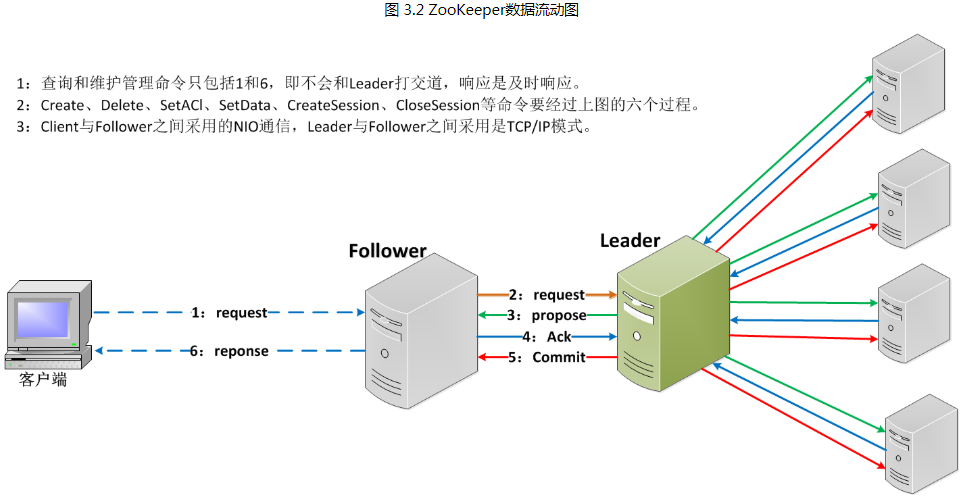 图 3.2 ZooKeeper数据流动图
1：查询和维护管理命令只包括1和6，即不会和Leader打交道，响应是及时响应。
2：Create、Delete、SetACl、SetData、CreateSession、CloseSession等命令要经过上图的六个过程。
3：Client与Follower之间采用的NIO通信，Leader与Follower之间采用是TCP/IP模式。
Follower
Leader
1：request
2：request
3：propose
4：Ack
5：Commit
6：reponse
客户端